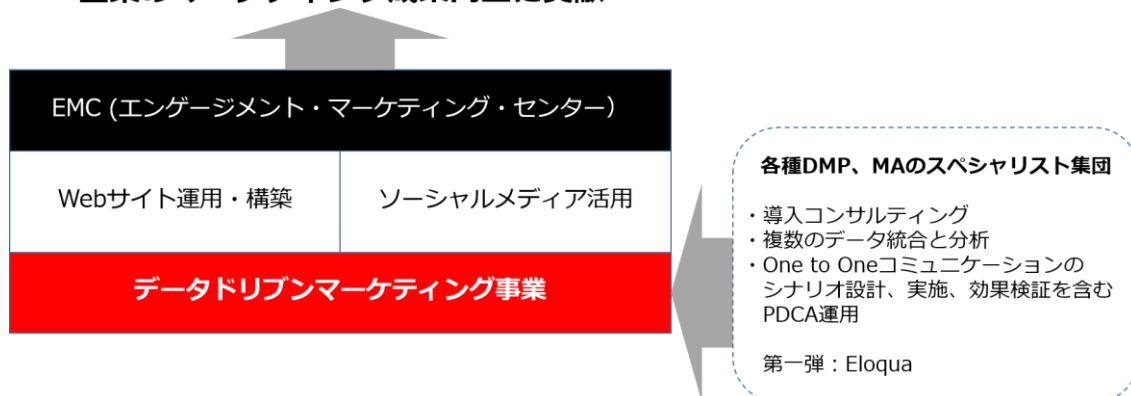 EMC (エンゲージメント・マーケティング・センター）
Webサイト運用・構築
ソーシャルメディア活用
データドリブンマーケティング事業
各種DMP、MAのスペシャリスト集団
・導入コンサルティング
・複数のデータ統合と分析
・One to Oneコミュニケーションの
シナリオ設計、実施、効果検証を含む
PDCA運用
第一弾：Eloqua